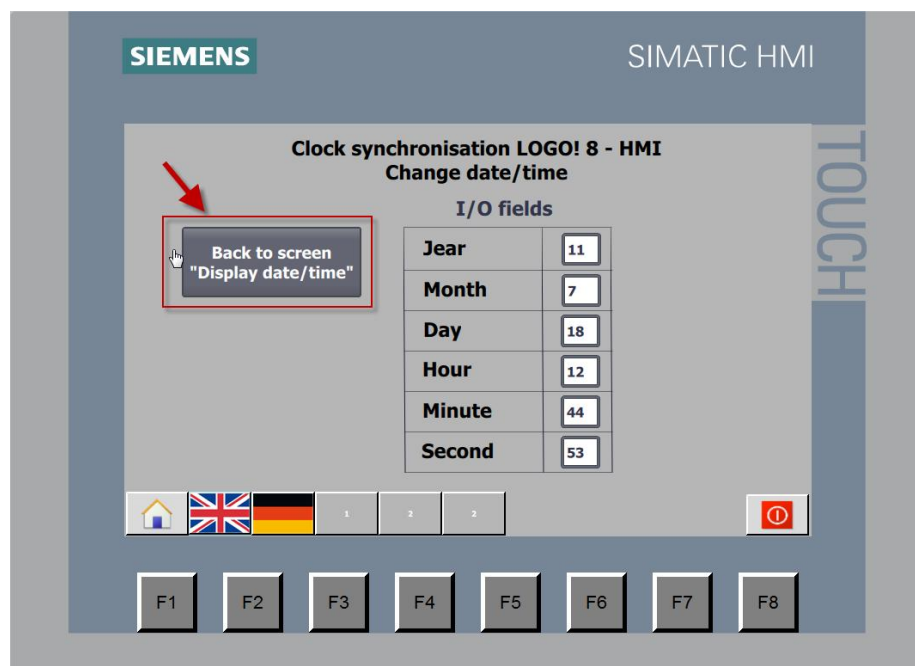 SIEMENS
SIMATIC HMI
TOUCH
Clock synchronisation LOGO! 8 - HMI
Change date/time
I/O fields
Back to screen
"Display date/time"
Jear 11
Month 7
Day 18
Hour 12
Minute 44
Second 53
1 2 2
F1 F2 F3 F4 F5 F6 F7 F8